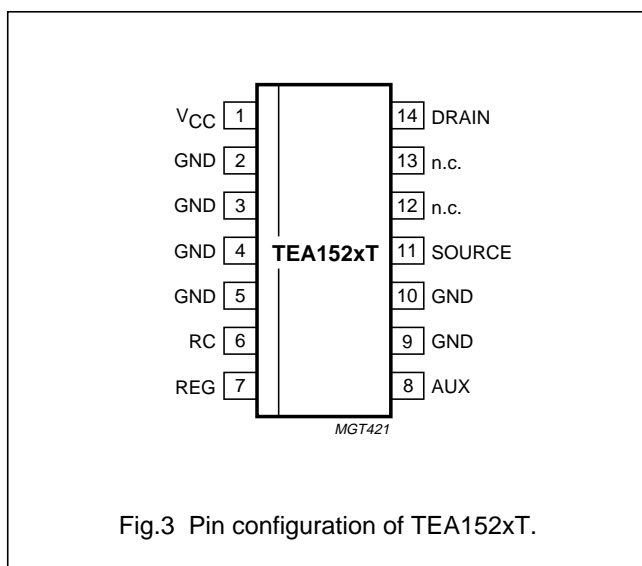 VCC 1 14 DRAIN
GND 2 13 n.c.
GND 3 12 n.c.
GND 4 TEA152xT 11 SOURCE
GND 5 10 GND
RC 6 9 GND
REG 7 8 AUX
MGT421
Fig.3 Pin configuration of TEA152xT.